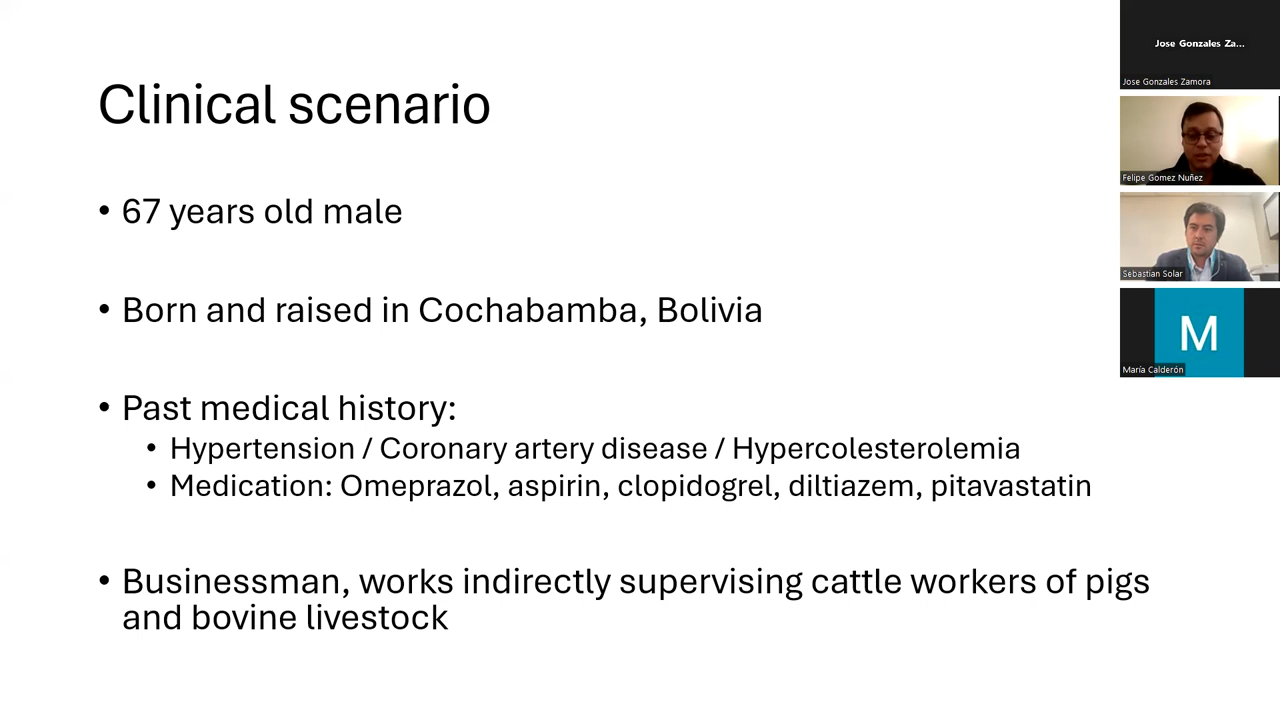 Clinical scenario
• 67 years old male
• Born and raised in Cochabamba, Bolivia
• Past medical history:
• Hypertension / Coronary artery disease / Hypercolesterolemia
• Medication: Omeprazol, aspirin, clopidogrel, diltiazem, pitavastatin
• Businessman, works indirectly supervising cattle workers of pigs
and bovine livestock
Jose Gonzales Za...
Jose Gonzales Zamora
Felipe Gomez Nuñez
Sebastían Solar
M
María Calderón